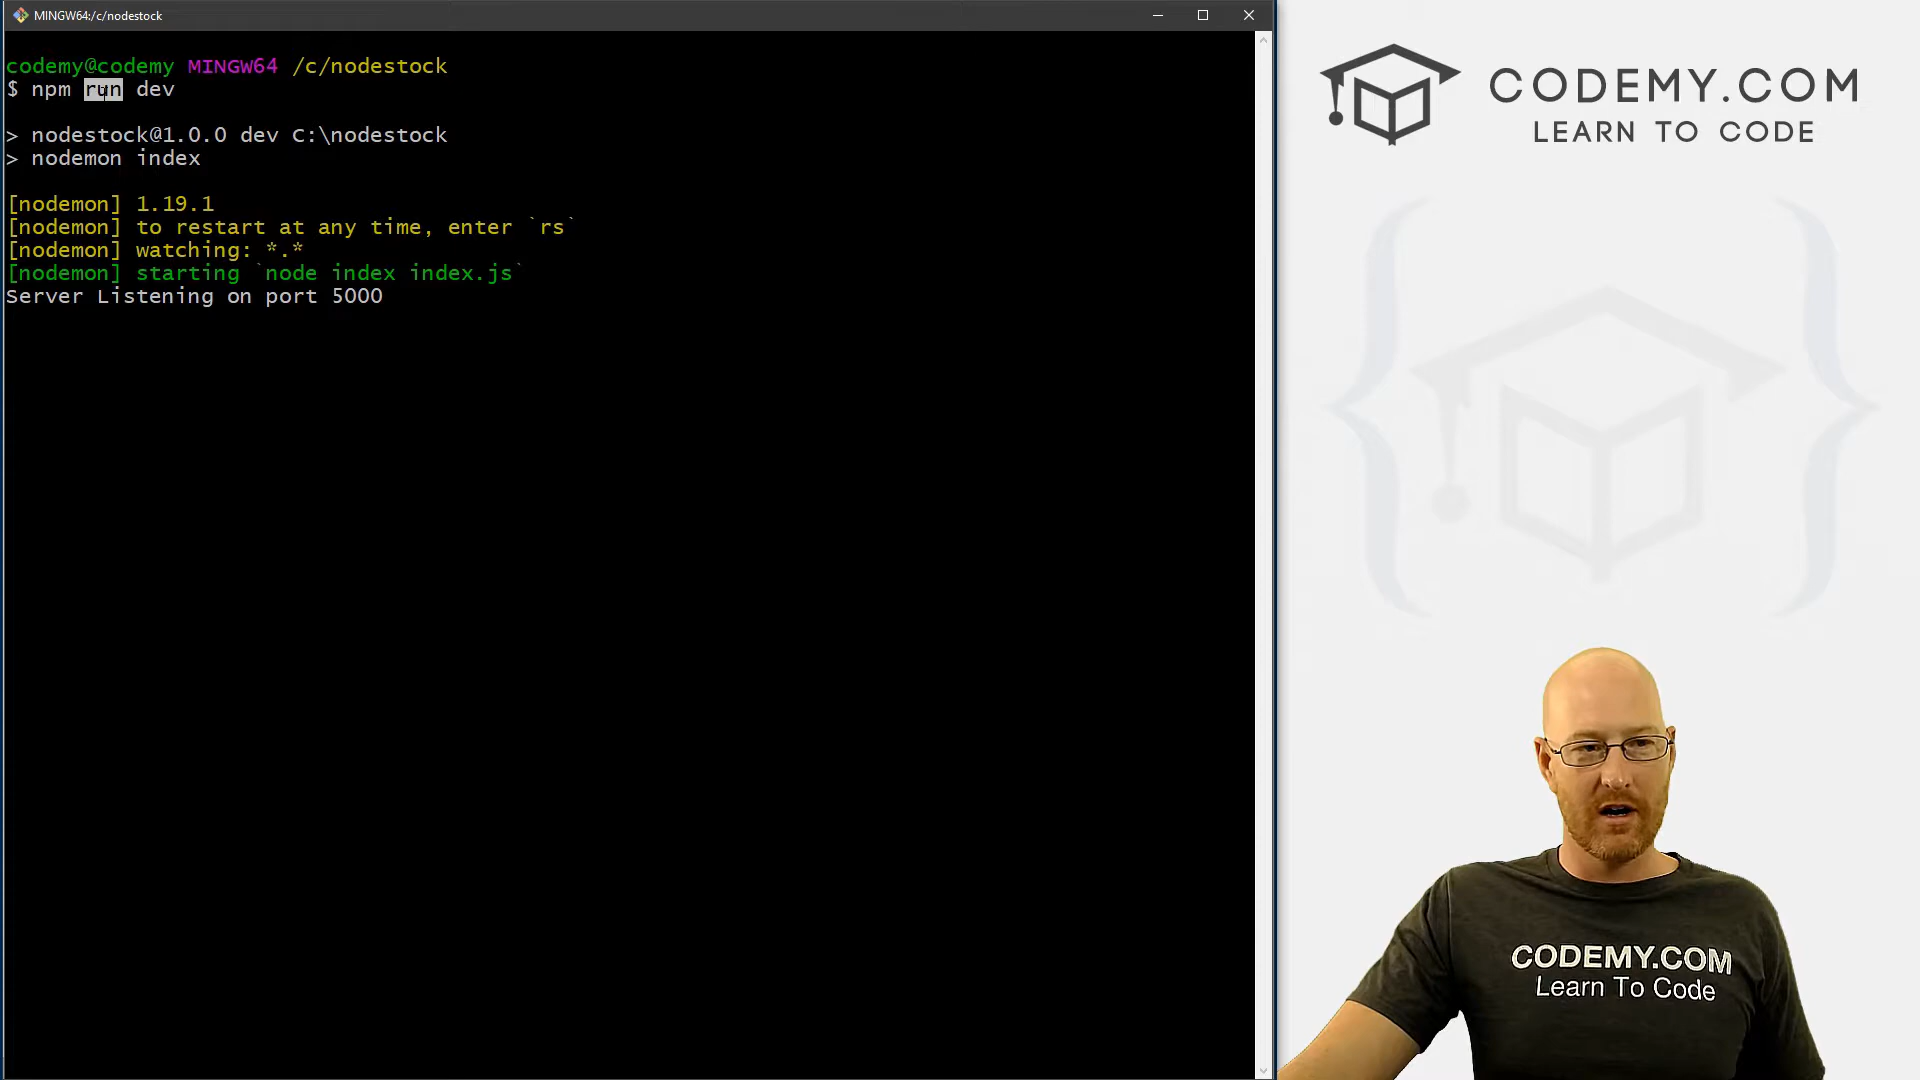 MINGW64:/c/nodestock
codemy@codemy MINGW64 /c/nodestock
$ npm run dev
> nodestock@1.0.0 dev C:\nodestock
> nodemon index
[nodemon] 1.19.1
[nodemon] to restart at any time, enter `rs`
[nodemon] watching: *.*
[nodemon] starting `node index index.js`
Server Listening on port 5000
CODEMY.COM
LEARN TO CODE
CODEMY.COM
Learn To Code